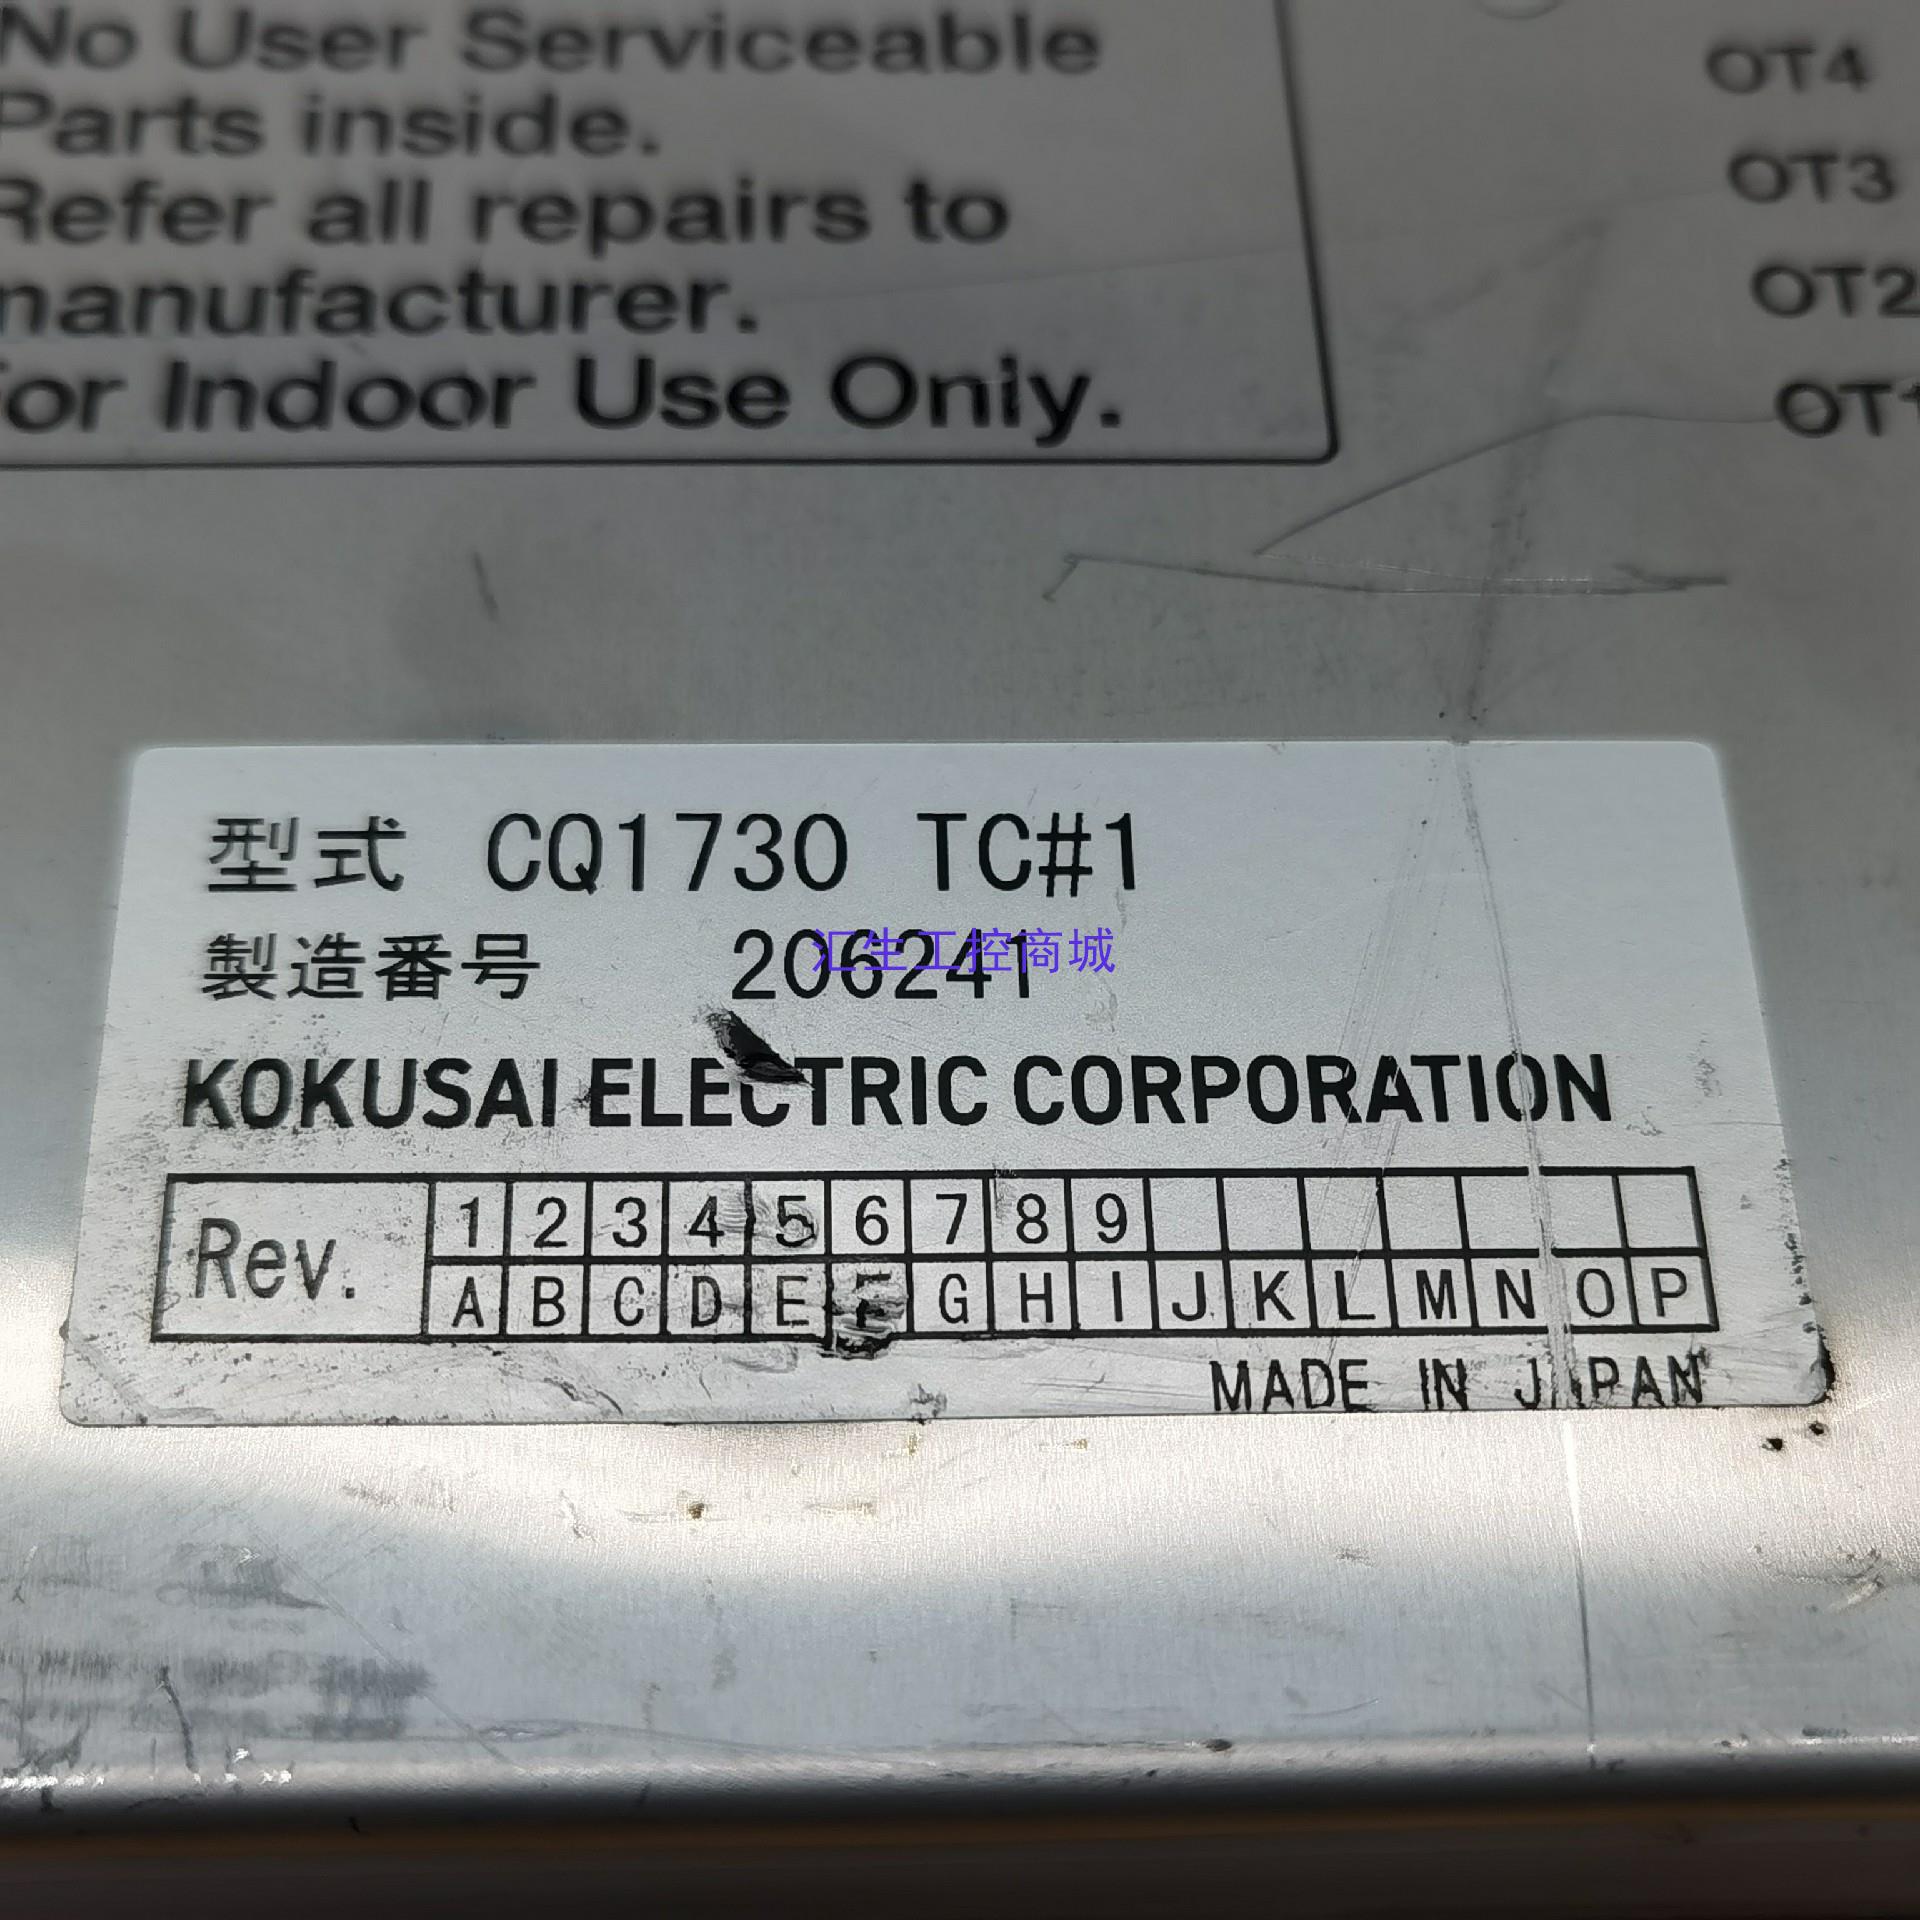 No User Serviceable
Parts inside.
Refer all repairs to
manufacturer.
For Indoor Use Only.
OT4
OT3
OT2
OT1
型式 CQ1730 TC#1
製造番号 206241
汇生工控商城
KOKUSAI ELECTRIC CORPORATION
Rev. 1 2 3 4 5 6 7 8 9
A B C D E F G H I J K L M N O P
MADE IN JAPAN